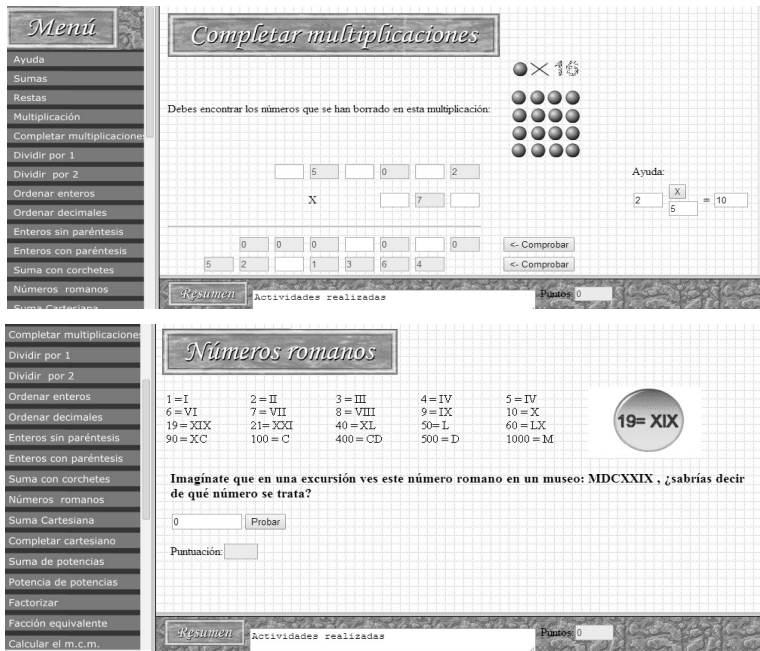 Menú
Ayuda
Sumas
Restas
Multiplicación
Completar multiplicaciones
Dividir por 1
Dividir por 2
Ordenar enteros
Ordenar decimales
Enteros sin paréntesis
Enteros con paréntesis
Suma con corchetes
Números romanos
Suma Cartesiana
Completar multiplicaciones
X 16
Debes encontrar los números que se han borrado en esta multiplicación:
5 0 2
X 7
0 0 0 0 0 <- Comprobar
5 2 1 3 6 4 <- Comprobar
Ayuda:
2 X 5 = 10
Resumen Actividades realizadas Puntos: 0
Completar multiplicaciones
Dividir por 1
Dividir por 2
Ordenar enteros
Ordenar decimales
Enteros sin paréntesis
Enteros con paréntesis
Suma con corchetes
Números romanos
Suma Cartesiana
Completar cartesiano
Suma de potencias
Potencia de potencias
Factorizar
Facción equivalente
Calcular el m.c.m.
Números romanos
1 = I 2 = II 3 = III 4 = IV 5 = IV
6 = VI 7 = VII 8 = VIII 9 = IX 10 = X
19 = XIX 21= XXI 40 = XL 50= L 60 = LX
90 = XC 100 = C 400 = CD 500 = D 1000 = M
19= XIX
Imagínate que en una excursión ves este número romano en un museo: MDCXXIX , ¿sabrías decir
de qué número se trata?
0 Probar
Puntuación:
Resumen Actividades realizadas Puntos: 0